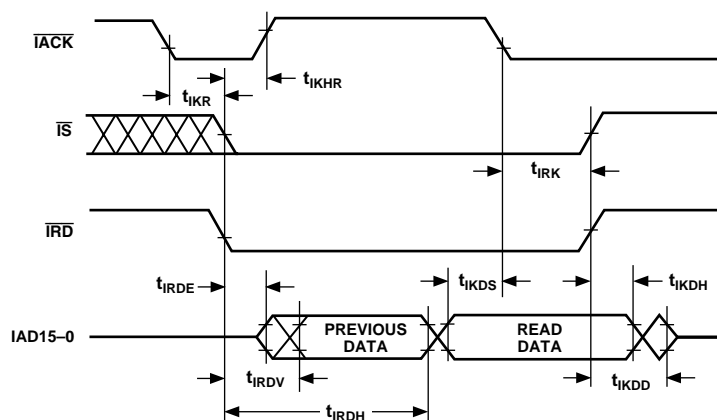 IACK
tIKHR
tIKR
IS
tIRK
IRD
tIRDE
tIKDS
tIKDH
IAD15–0
PREVIOUS DATA
READ DATA
tIRDV
tIKDD
tIRDH